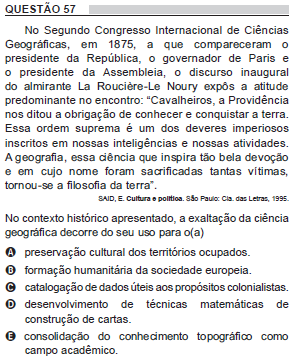 QUESTÃO 57
No Segundo Congresso Internacional de Ciências
Geográficas, em 1875, a que compareceram o
presidente da República, o governador de Paris e
o presidente da Assembleia, o discurso inaugural
do almirante La Roucière-Le Noury expôs a atitude
predominante no encontro: “Cavalheiros, a Providência
nos ditou a obrigação de conhecer e conquistar a terra.
Essa ordem suprema é um dos deveres imperiosos
inscritos em nossas inteligências e nossas atividades.
A geografia, essa ciência que inspira tão bela devoção
e em cujo nome foram sacrificadas tantas vítimas,
tornou-se a filosofia da terra”.
SAID, E. Cultura e política. São Paulo: Cia. das Letras, 1995.
No contexto histórico apresentado, a exaltação da ciência
geográfica decorre do seu uso para o(a)
A preservação cultural dos territórios ocupados.
B formação humanitária da sociedade europeia.
C catalogação de dados úteis aos propósitos colonialistas.
D desenvolvimento de técnicas matemáticas de
construção de cartas.
E consolidação do conhecimento topográfico como
campo acadêmico.